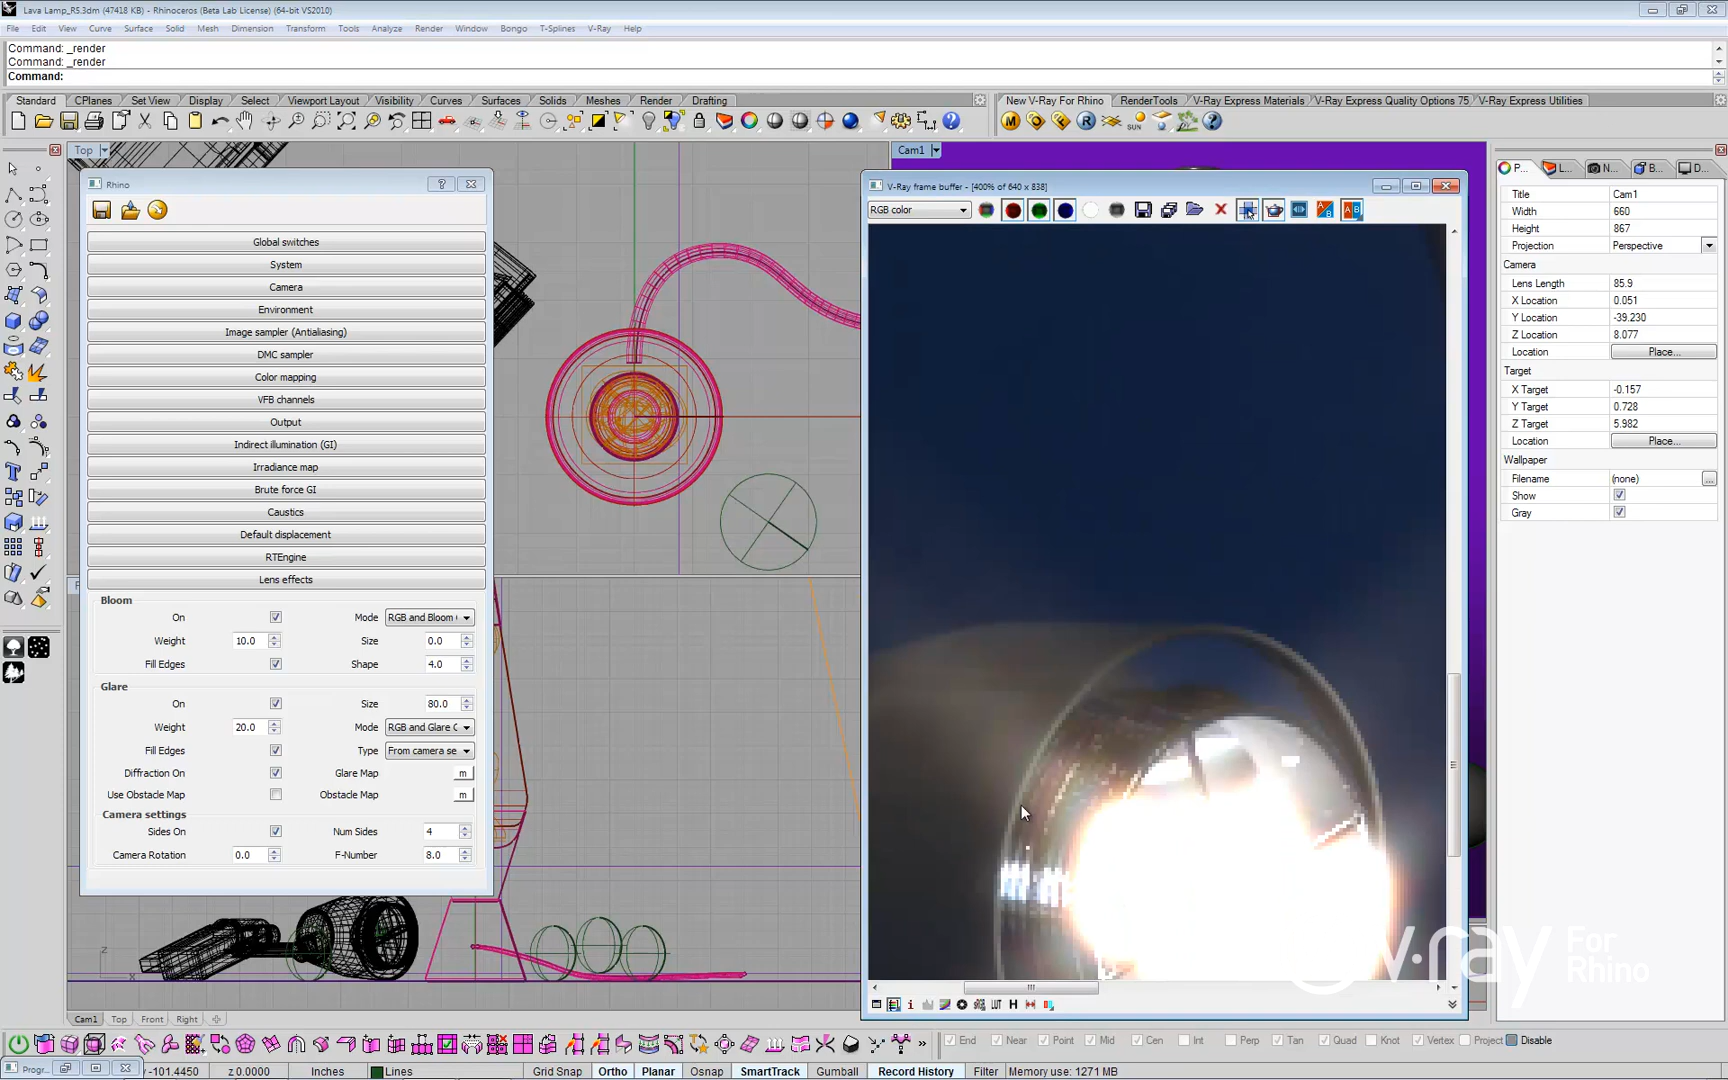 Lava Lamp_R5.3dm (47418 KB) - Rhinoceros (Beta Lab License) (64-bit VS2010)
File Edit View Curve Surface Solid Mesh Dimension Transform Tools Analyze Render Window Bongo T-Splines V-Ray Help
Command: _render
Command: _render
Command:
Standard CPlanes Set View Display Select Viewport Layout Visibility Curves Surfaces Solids Meshes Render Drafting
New V-Ray For Rhino RenderTools V-Ray Express Materials V-Ray Express Quality Options 75 V-Ray Express Utilities
Top
Cam1
P... L... N... B... D...
Rhino
Global switches
System
Camera
Environment
Image sampler (Antialiasing)
DMC sampler
Color mapping
VFB channels
Output
Indirect illumination (GI)
Irradiance map
Brute force GI
Caustics
Default displacement
RTEngine
Lens effects
Bloom
On Mode RGB and Bloom
Weight 10.0 Size 0.0
Fill Edges Shape 4.0
Glare
On Size 80.0
Weight 20.0 Mode RGB and Glare C
Fill Edges Type From camera se
Diffraction On Glare Map m
Use Obstacle Map Obstacle Map m
Camera settings
Sides On Num Sides 4
Camera Rotation 0.0 F-Number 8.0
V-Ray frame buffer - [400% of 640 x 838]
RGB color
Title Cam1
Width 660
Height 867
Projection Perspective
Camera
Lens Length 85.9
X Location 0.051
Y Location -39.230
Z Location 8.077
Location Place...
Target
X Target -0.157
Y Target 0.728
Z Target 5.982
Location Place...
Wallpaper
Filename (none) ...
Show
Gray
z
x
v·ray For Rhino
Cam1 Top Front Right
End Near Point Mid Cen Int Perp Tan Quad Knot Vertex Project Disable
Progr...
y -101.4450 z 0.0000 Inches Lines Grid Snap Ortho Planar Osnap SmartTrack Gumball Record History Filter Memory use: 1271 MB